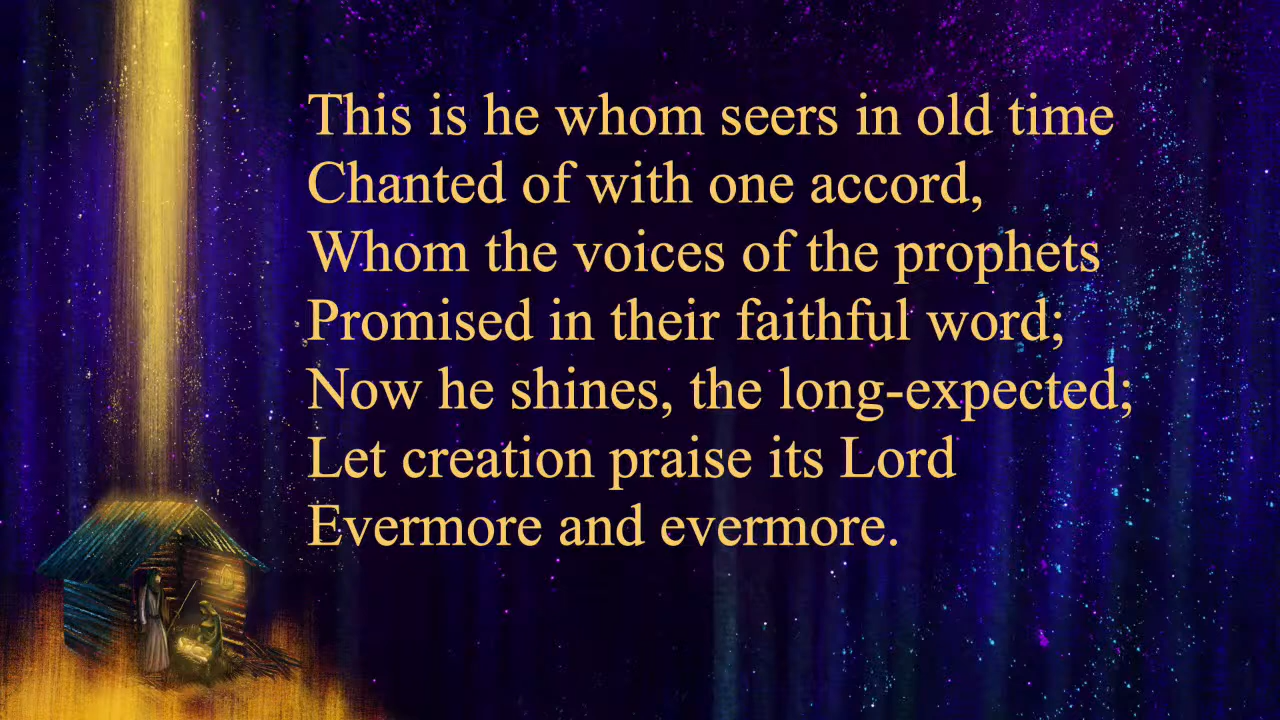 This is he whom seers in old time
Chanted of with one accord,
Whom the voices of the prophets
Promised in their faithful word;
Now he shines, the long-expected;
Let creation praise its Lord
Evermore and evermore.